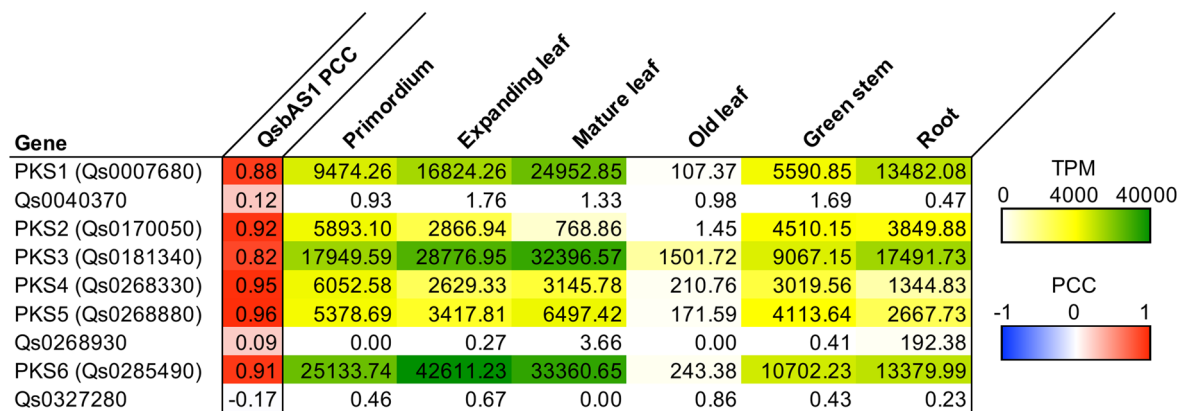 Gene QsbAS1 PCC Primordium Expanding leaf Mature leaf Old leaf Green stem Root
PKS1 (Qs0007680) 0.88 9474.26 16824.26 24952.85 107.37 5590.85 13482.08
Qs0040370 0.12 0.93 1.76 1.33 0.98 1.69 0.47
PKS2 (Qs0170050) 0.92 5893.10 2866.94 768.86 1.45 4510.15 3849.88
PKS3 (Qs0181340) 0.82 17949.59 28776.95 32396.57 1501.72 9067.15 17491.73
PKS4 (Qs0268330) 0.95 6052.58 2629.33 3145.78 210.76 3019.56 1344.83
PKS5 (Qs0268880) 0.96 5378.69 3417.81 6497.42 171.59 4113.64 2667.73
Qs0268930 0.09 0.00 0.27 3.66 0.00 0.41 192.38
PKS6 (Qs0285490) 0.91 25133.74 42611.23 33360.65 243.38 10702.23 13379.99
Qs0327280 -0.17 0.46 0.67 0.00 0.86 0.43 0.23
TPM
0 4000 40000
PCC
-1 0 1